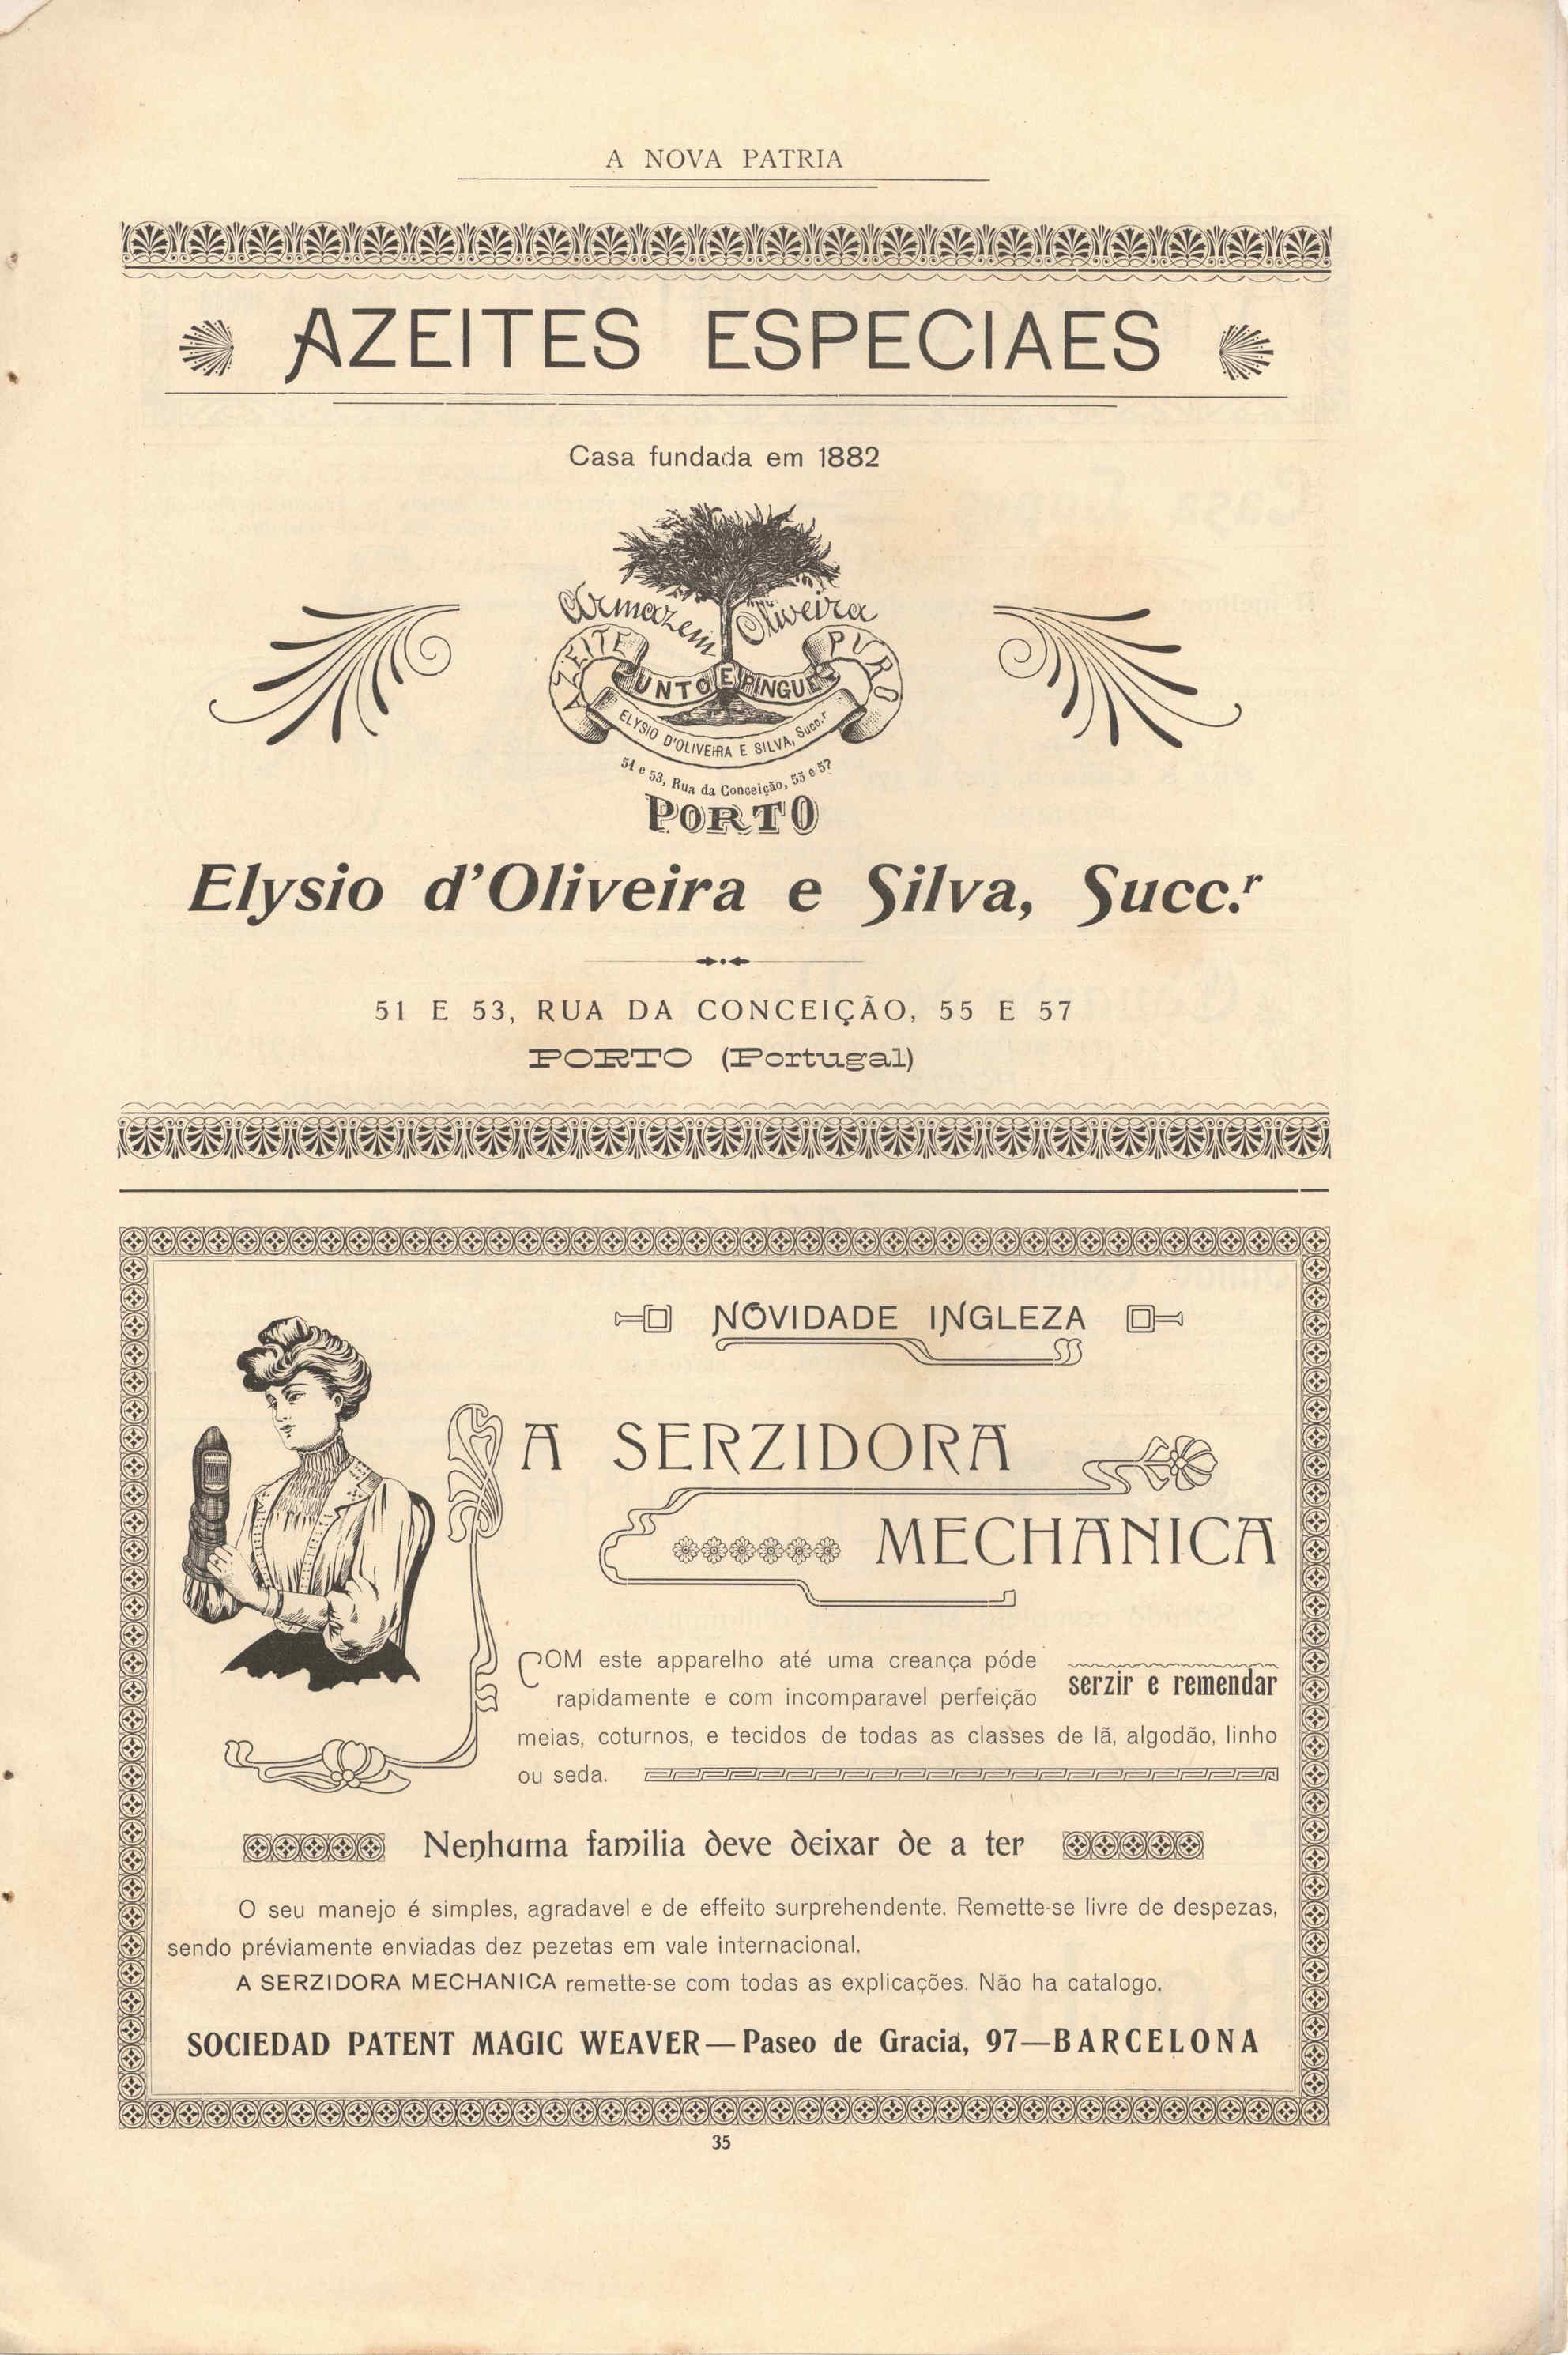 A NOVA PATRIA
AZEITES ESPECIAES
Casa fundada em 1882
Armazem Oliveira
AZEITE PURO
UNTO E PINGUE
ELYSIO D'OLIVEIRA E SILVA, Succ.r
51 e 53, Rua da Conceição, 55 e 57
PORTO
Elysio d'Oliveira e Silva, Succ.r
51 E 53, RUA DA CONCEIÇÃO, 55 E 57
PORTO (Portugal)
NOVIDADE INGLEZA
A SERZIDORA
MECHANICA
COM este apparelho até uma creança póde
rapidamente e com incomparavel perfeição serzir e remendar
meias, coturnos, e tecidos de todas as classes de lã, algodão, linho
ou seda.
Nenhuma familia deve deixar de a ter
O seu manejo é simples, agradavel e de effeito surprehendente. Remette-se livre de despezas,
sendo préviamente enviadas dez pezetas em vale internacional.
A SERZIDORA MECHANICA remette-se com todas as explicações. Não ha catalogo.
SOCIEDAD PATENT MAGIC WEAVER—Paseo de Gracia, 97—BARCELONA
35